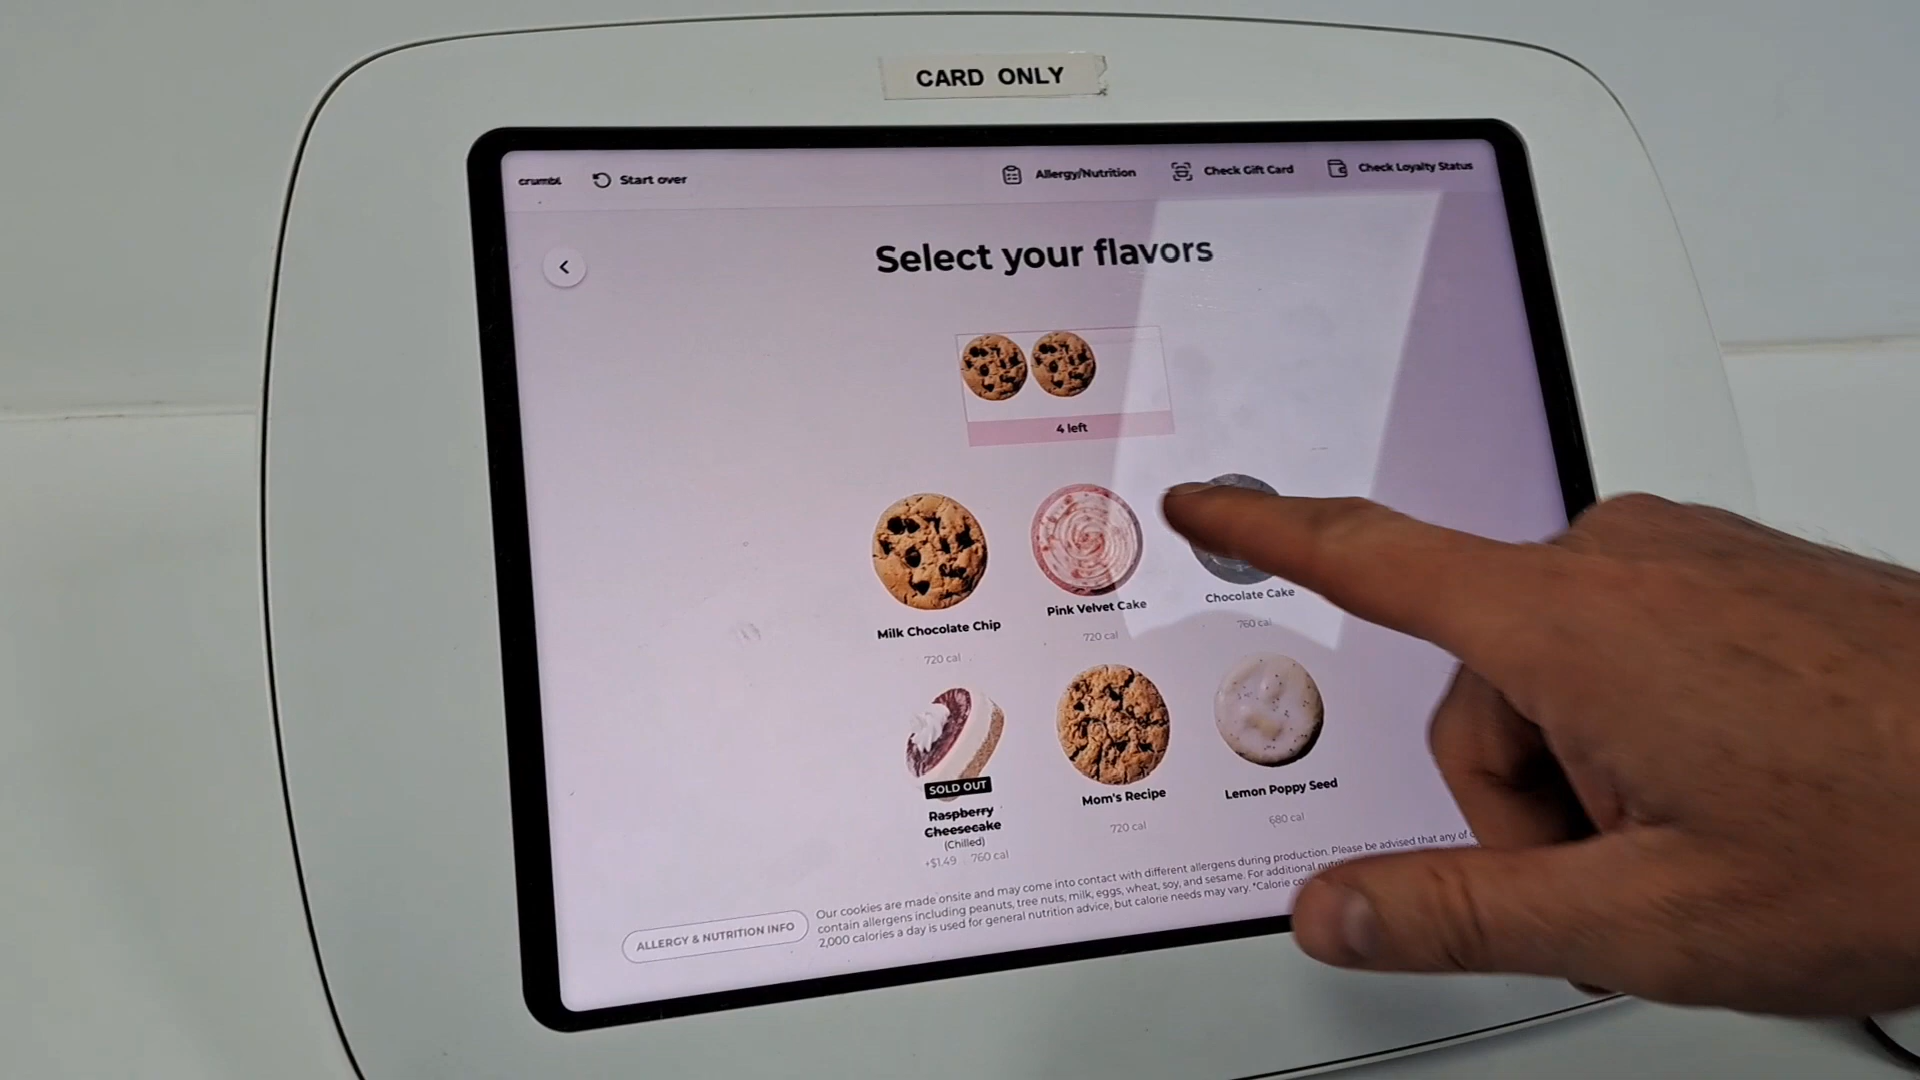 CARD ONLY
crumbl
Start over
Allergy/Nutrition
Check Gift Card
Check Loyalty Status
Select your flavors
4 left
Milk Chocolate Chip
720 cal
Pink Velvet Cake
720 cal
Chocolate Cake
760 cal
SOLD OUT
Raspberry
Cheesecake
(Chilled)
+$1.49 760 cal
Mom's Recipe
720 cal
Lemon Poppy Seed
680 cal
ALLERGY & NUTRITION INFO
Our cookies are made onsite and may come into contact with different allergens during production. Please be advised that any of
contain allergens including peanuts, tree nuts, milk, eggs, wheat, soy, and sesame. For additional
2,000 calories a day is used for general nutrition advice, but calorie needs may vary. *Calorie